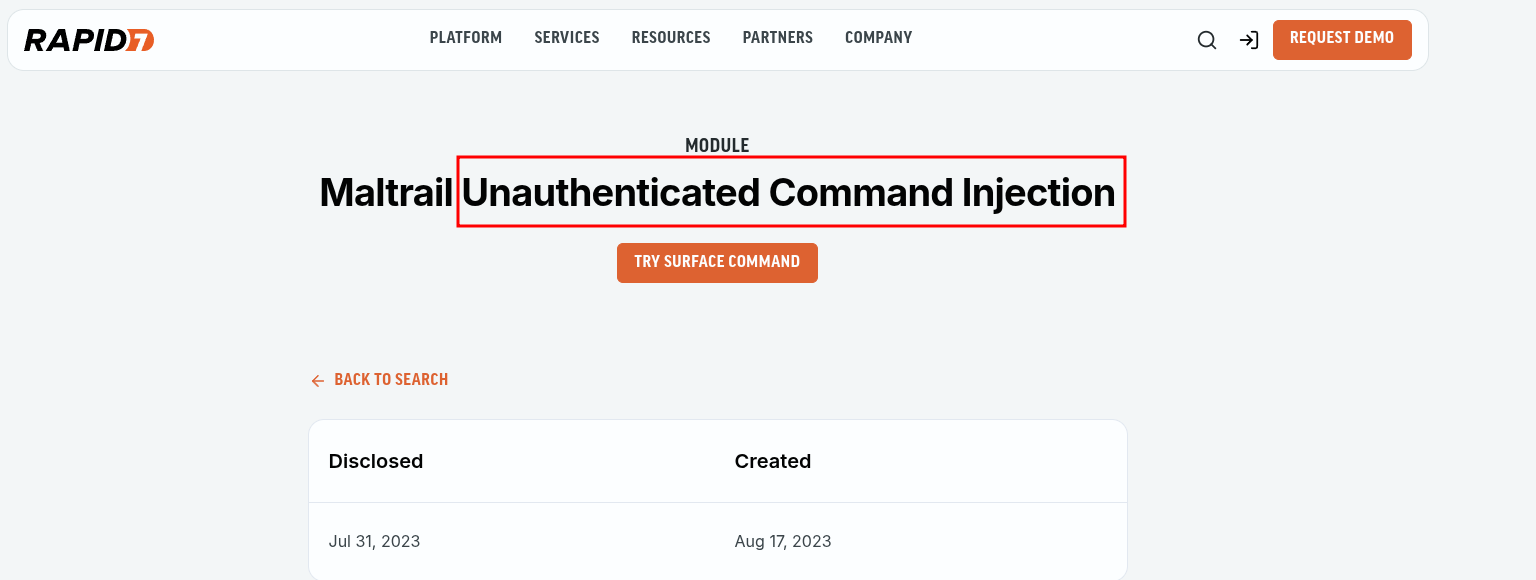 RAPID7 PLATFORM SERVICES RESOURCES PARTNERS COMPANY REQUEST DEMO
MODULE
Maltrail Unauthenticated Command Injection
TRY SURFACE COMMAND
← BACK TO SEARCH
Disclosed Created
Jul 31, 2023 Aug 17, 2023